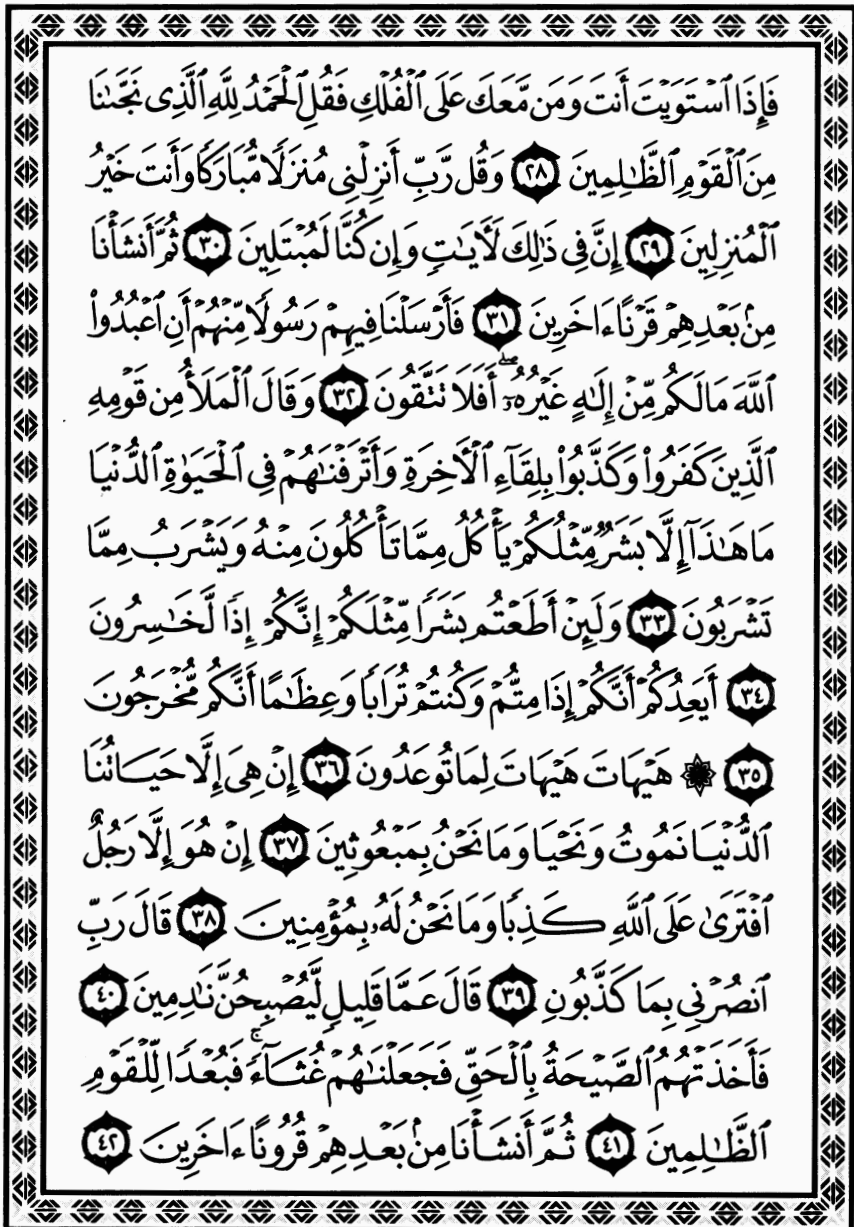 فَإِذَا ٱسْتَوَيْتَ أَنتَ وَمَن مَّعَكَ عَلَى ٱلْفُلْكِ فَقُلِ ٱلْحَمْدُ لِلَّهِ ٱلَّذِى نَجَّىٰنَا
مِنَ ٱلْقَوْمِ ٱلظَّٰلِمِينَ ٢٨ وَقُل رَّبِّ أَنزِلْنِى مُنزَلًا مُّبَارَكًا وَأَنتَ خَيْرُ
ٱلْمُنزِلِينَ ٢٩ إِنَّ فِى ذَٰلِكَ لَأَيَٰتٍ وَإِن كُنَّا لَمُبْتَلِينَ ٣٠ ثُمَّ أَنشَأْنَا
مِنۢ بَعْدِهِمْ قَرْنًا ءَاخَرِينَ ٣١ فَأَرْسَلْنَا فِيهِمْ رَسُولًا مِّنْهُمْ أَنِ ٱعْبُدُوا۟
ٱللَّهَ مَا لَكُم مِّنْ إِلَٰهٍ غَيْرُهُۥٓ ۖ أَفَلَا تَتَّقُونَ ٣٢ وَقَالَ ٱلْمَلَأُ مِن قَوْمِهِ
ٱلَّذِينَ كَفَرُوا۟ وَكَذَّبُوا۟ بِلِقَآءِ ٱلْأَخِرَةِ وَأَتْرَفْنَٰهُمْ فِى ٱلْحَيَوٰةِ ٱلدُّنْيَا
مَا هَٰذَآ إِلَّا بَشَرٌ مِّثْلُكُمْ يَأْكُلُ مِمَّا تَأْكُلُونَ مِنْهُ وَيَشْرَبُ مِمَّا
تَشْرَبُونَ ٣٣ وَلَئِنْ أَطَعْتُم بَشَرًا مِّثْلَكُمْ إِنَّكُمْ إِذًا لَّخَٰسِرُونَ
٣٤ أَيَعِدُكُمْ أَنَّكُمْ إِذَا مِتُّمْ وَكُنتُمْ تُرَابًا وَعِظَٰمًا أَنَّكُم مُّخْرَجُونَ
٣٥ ۞ هَيْهَاتَ هَيْهَاتَ لِمَا تُوعَدُونَ ٣٦ إِنْ هِىَ إِلَّا حَيَاتُنَا
ٱلدُّنْيَا نَمُوتُ وَنَحْيَا وَمَا نَحْنُ بِمَبْعُوثِينَ ٣٧ إِنْ هُوَ إِلَّا رَجُلٌ
ٱفْتَرَىٰ عَلَى ٱللَّهِ كَذِبًا وَمَا نَحْنُ لَهُۥ بِمُؤْمِنِينَ ٣٨ قَالَ رَبِّ
ٱنصُرْنِى بِمَا كَذَّبُونِ ٣٩ قَالَ عَمَّا قَلِيلٍ لَّيُصْبِحُنَّ نَٰدِمِينَ ٤٠
فَأَخَذَتْهُمُ ٱلصَّيْحَةُ بِٱلْحَقِّ فَجَعَلْنَٰهُمْ غُثَآءً ۚ فَبُعْدًا لِّلْقَوْمِ
ٱلظَّٰلِمِينَ ٤١ ثُمَّ أَنشَأْنَا مِنۢ بَعْدِهِمْ قُرُونًا ءَاخَرِينَ ٤٢